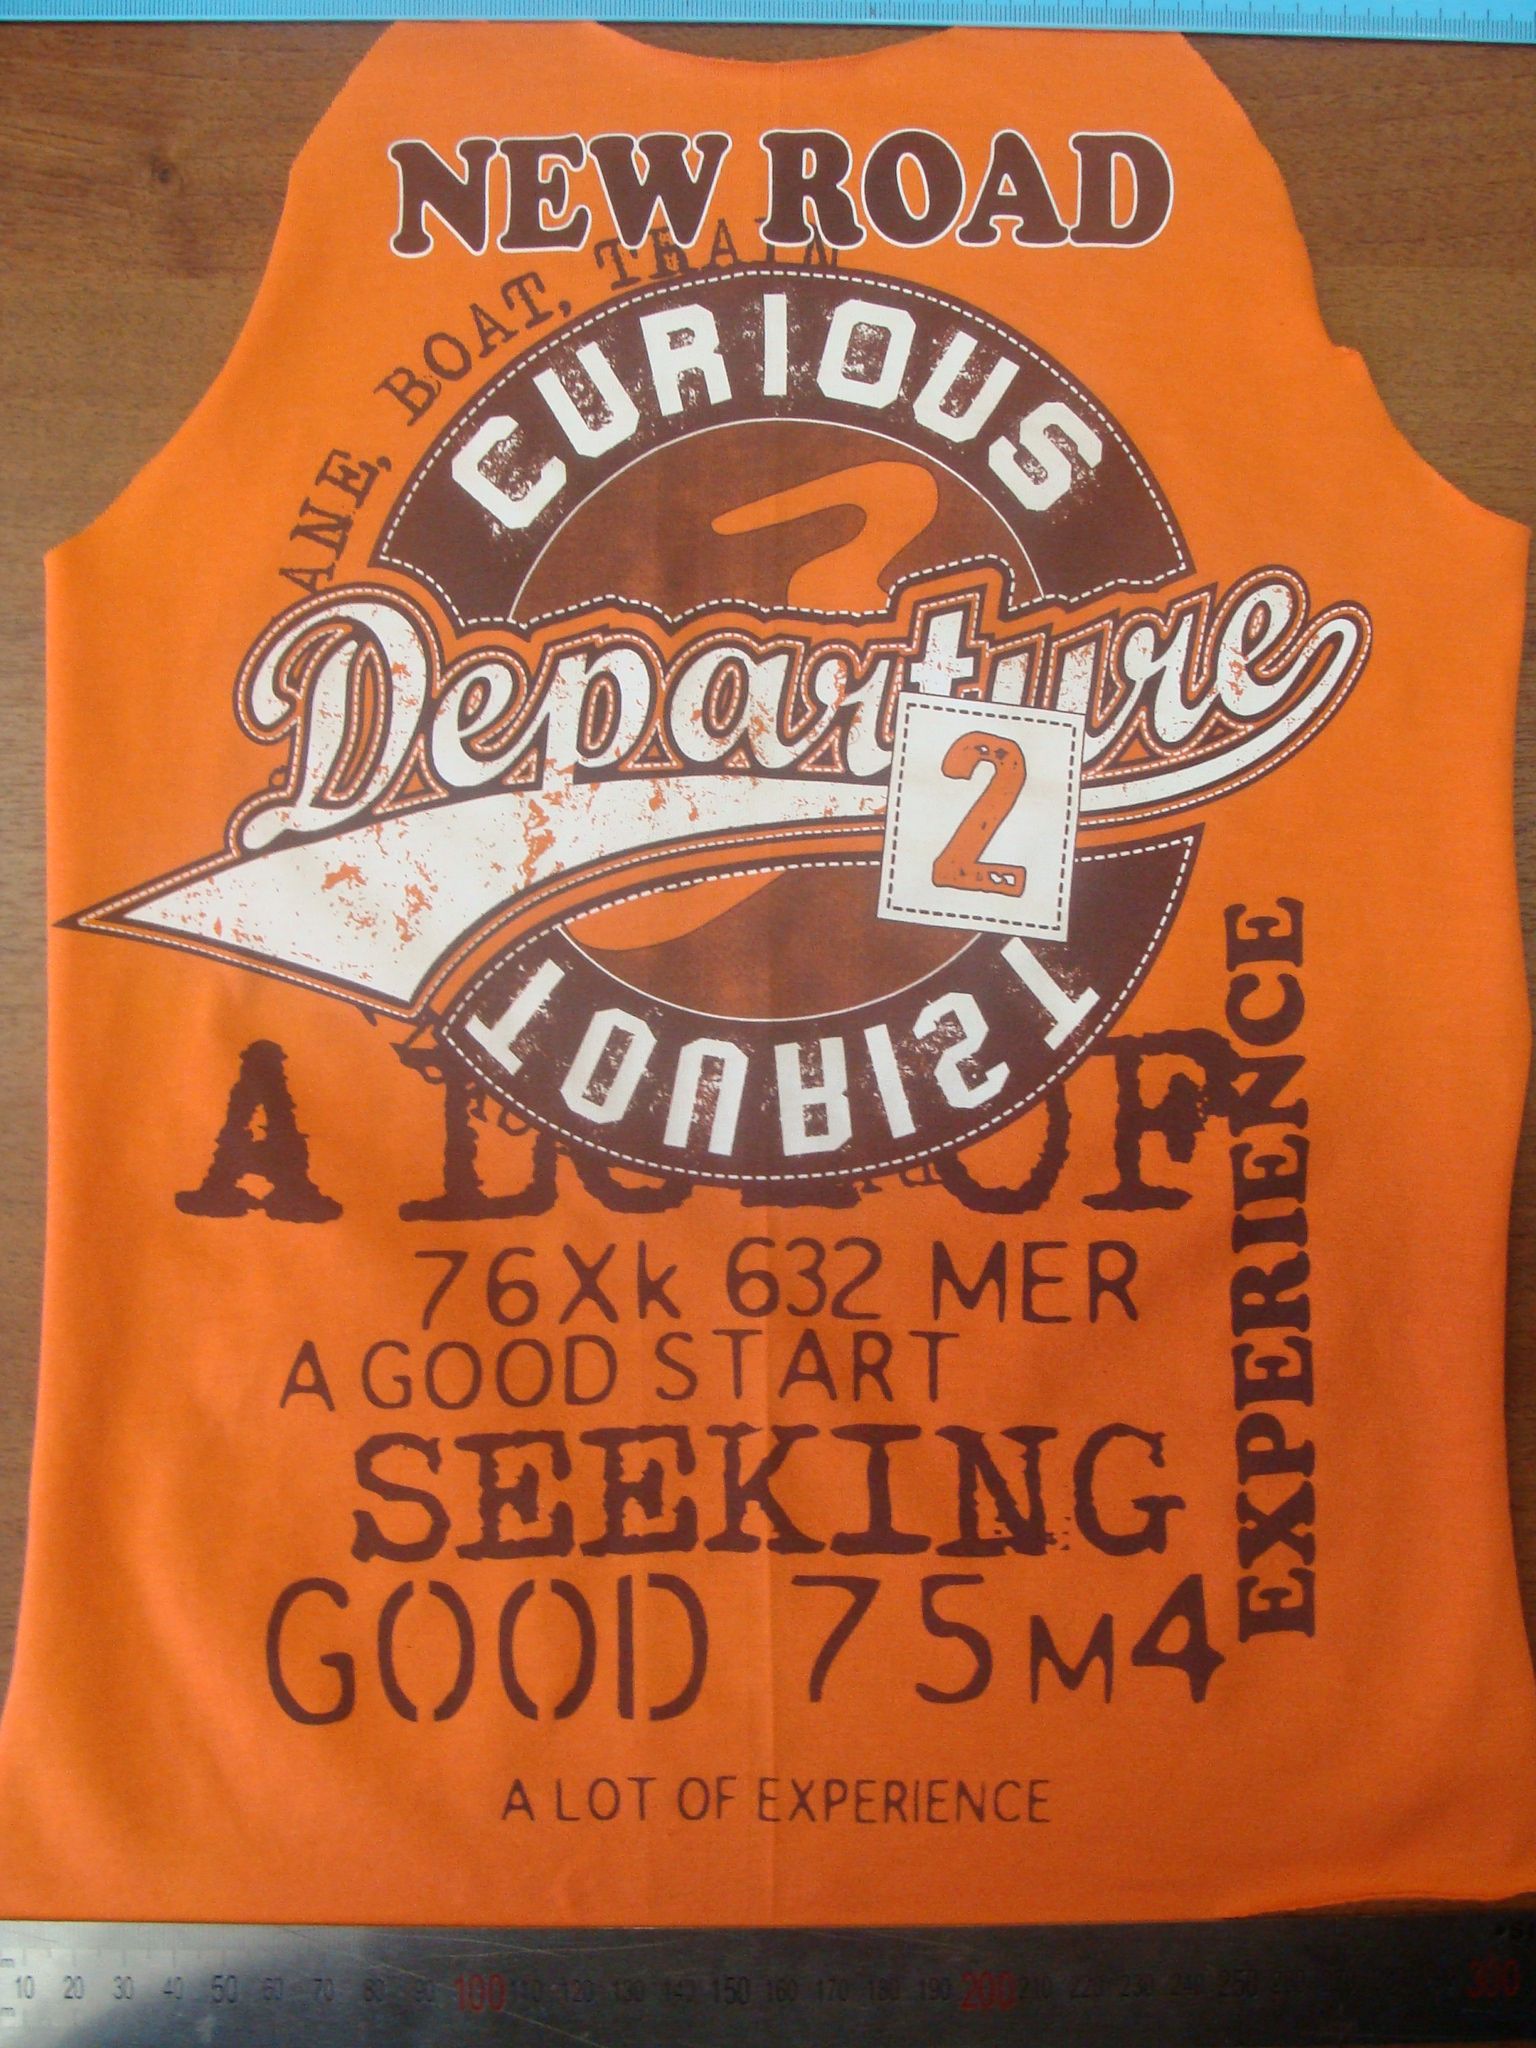 NEW ROAD
ANE, BOAT, TRAIN
CURIOUS
Departure
2
TOURIST
A LOT OF
EXPERIENCE
76Xk 632 MER
A GOOD START
SEEKING
GOOD 75M4
A LOT OF EXPERIENCE
10 20 30 40 50 60 70 80 90 100 110 120 130 140 150 160 170 180 190 200 210 220 230 240 250 300